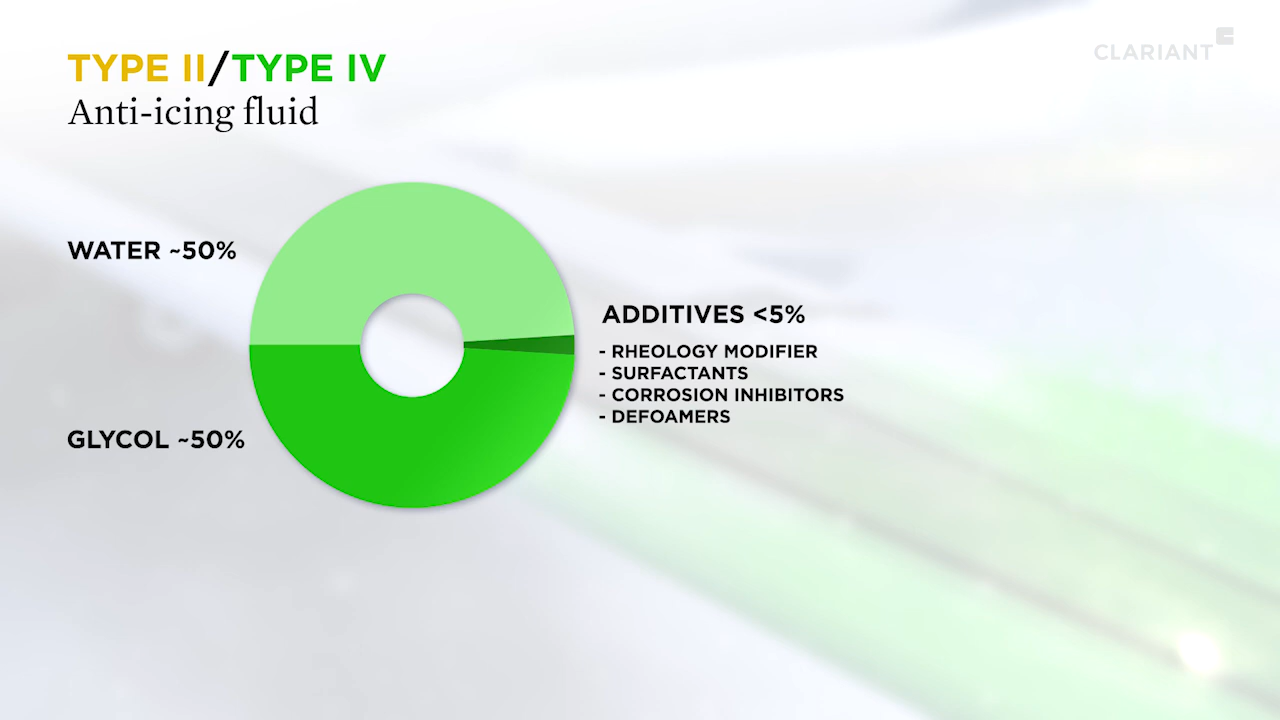 TYPE II/TYPE IV
Anti-icing fluid
CLARIANT
WATER ~50%
GLYCOL ~50%
ADDITIVES <5%
- RHEOLOGY MODIFIER
- SURFACTANTS
- CORROSION INHIBITORS
- DEFOAMERS